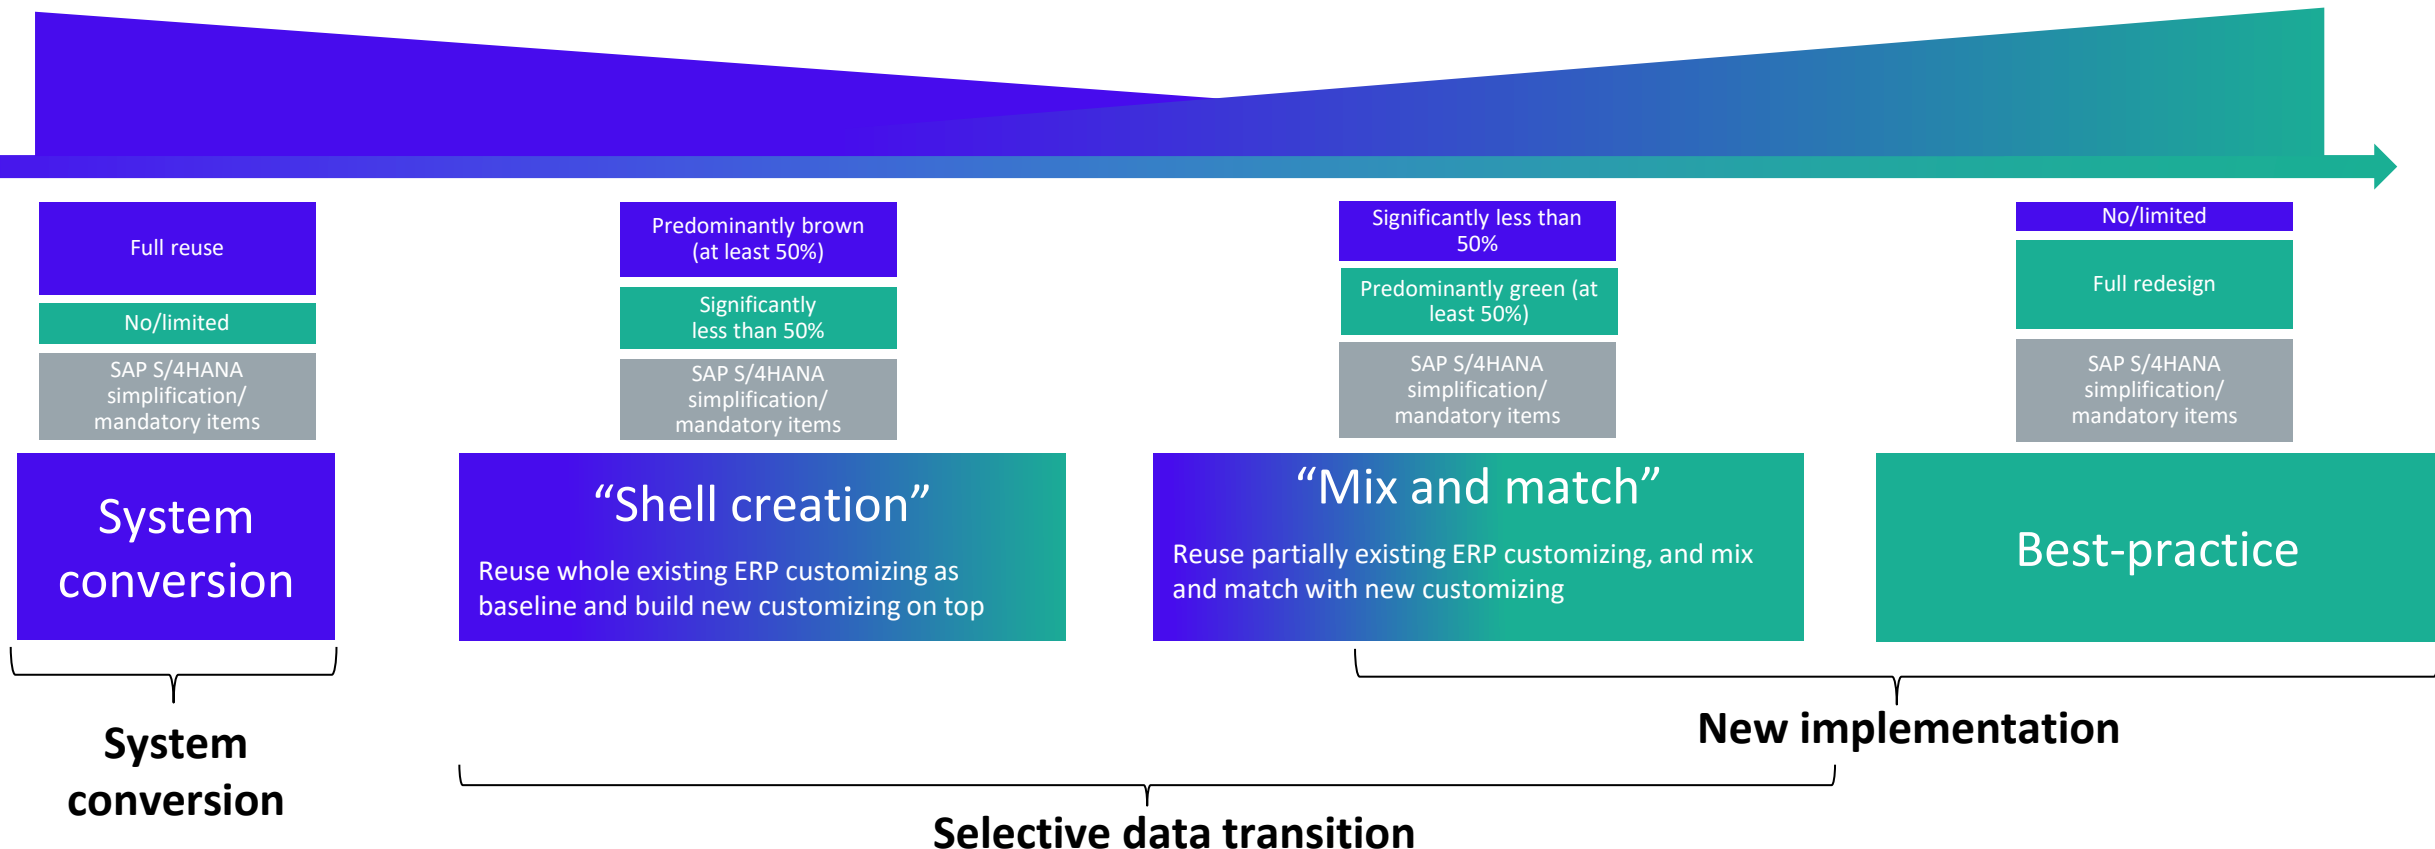 Full reuse
No/limited
SAP S/4HANA
simplification/
mandatory items
System
conversion
Predominantly brown
(at least 50%)
Significantly
less than 50%
SAP S/4HANA
simplification/
mandatory items
“Shell creation”
Reuse whole existing ERP customizing as
baseline and build new customizing on top
Significantly less than
50%
Predominantly green (at
least 50%)
SAP S/4HANA
simplification/
mandatory items
“Mix and match”
Reuse partially existing ERP customizing, and mix
and match with new customizing
No/limited
Full redesign
SAP S/4HANA
simplification/
mandatory items
Best-practice
System
conversion
New implementation
Selective data transition